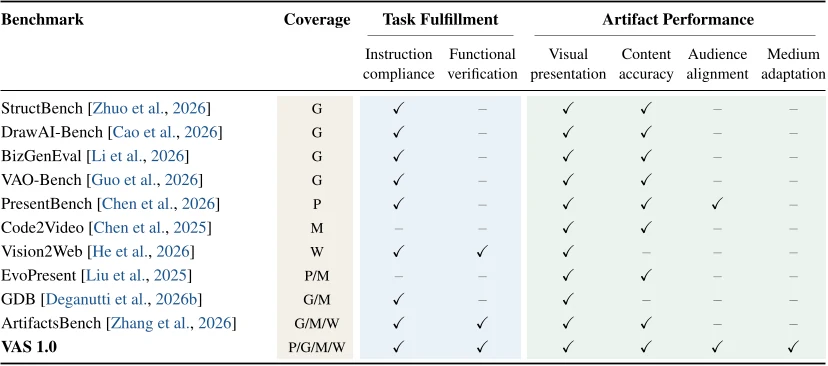 Benchmark Coverage Task Fulfillment Artifact Performance
Instruction compliance Functional verification Visual presentation Content accuracy Audience alignment Medium adaptation
StructBench [Zhuo et al., 2026] G ✓ – ✓ ✓ – –
DrawAI-Bench [Cao et al., 2026] G ✓ – ✓ ✓ – –
BizGenEval [Li et al., 2026] G ✓ – ✓ ✓ – –
VAO-Bench [Guo et al., 2026] G ✓ – ✓ ✓ – –
PresentBench [Chen et al., 2026] P ✓ – ✓ ✓ ✓ –
Code2Video [Chen et al., 2025] M – – ✓ ✓ – –
Vision2Web [He et al., 2026] W ✓ ✓ ✓ – – –
EvoPresent [Liu et al., 2025] P/M – – ✓ ✓ – –
GDB [Deganutti et al., 2026b] G/M ✓ – ✓ – – –
ArtifactsBench [Zhang et al., 2026] G/M/W ✓ ✓ ✓ ✓ – –
VAS 1.0 P/G/M/W ✓ ✓ ✓ ✓ ✓ ✓